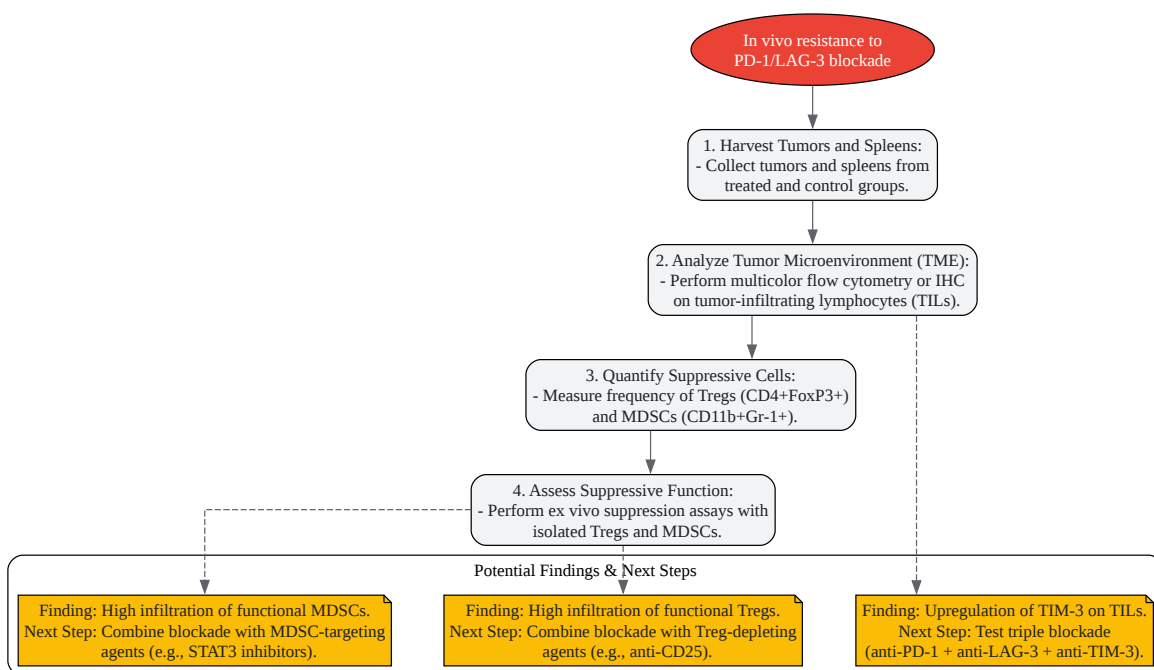 In vivo resistance to
PD-1/LAG-3 blockade
1. Harvest Tumors and Spleens:
- Collect tumors and spleens from
treated and control groups.
2. Analyze Tumor Microenvironment (TME):
- Perform multicolor flow cytometry or IHC
on tumor-infiltrating lymphocytes (TILs).
3. Quantify Suppressive Cells:
- Measure frequency of Tregs (CD4+FoxP3+)
and MDSCs (CD11b+Gr-1+).
4. Assess Suppressive Function:
- Perform ex vivo suppression assays with
isolated Tregs and MDSCs.
Potential Findings & Next Steps
Finding: High infiltration of functional MDSCs.
Next Step: Combine blockade with MDSC-targeting
agents (e.g., STAT3 inhibitors).
Finding: High infiltration of functional Tregs.
Next Step: Combine blockade with Treg-depleting
agents (e.g., anti-CD25).
Finding: Upregulation of TIM-3 on TILs.
Next Step: Test triple blockade
(anti-PD-1 + anti-LAG-3 + anti-TIM-3).